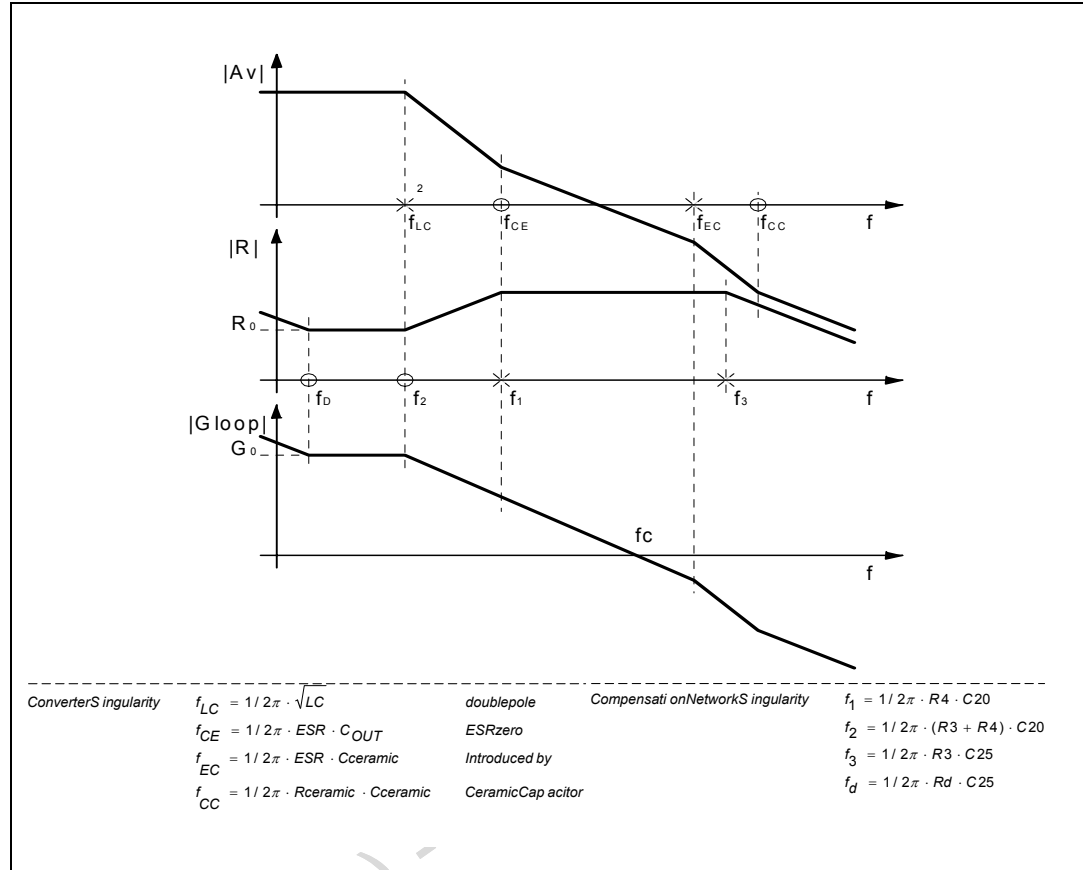 |Av|
2
fLC fCE fEC fCC f
|R|
R0
fD f2 f1 f3 f
|Gloop|
G0
fc
f
ConverterS ingularity fLC = 1/2π · √LC doublepole CompensationNetworkS ingularity f1 = 1/2π · R4 · C20
fCE = 1/2π · ESR · COUT ESRzero f2 = 1/2π · (R3 + R4) · C20
fEC = 1/2π · ESR · Cceramic Introduced by f3 = 1/2π · R3 · C25
fCC = 1/2π · Rceramic · Cceramic CeramicCap acitor fd = 1/2π · Rd · C25